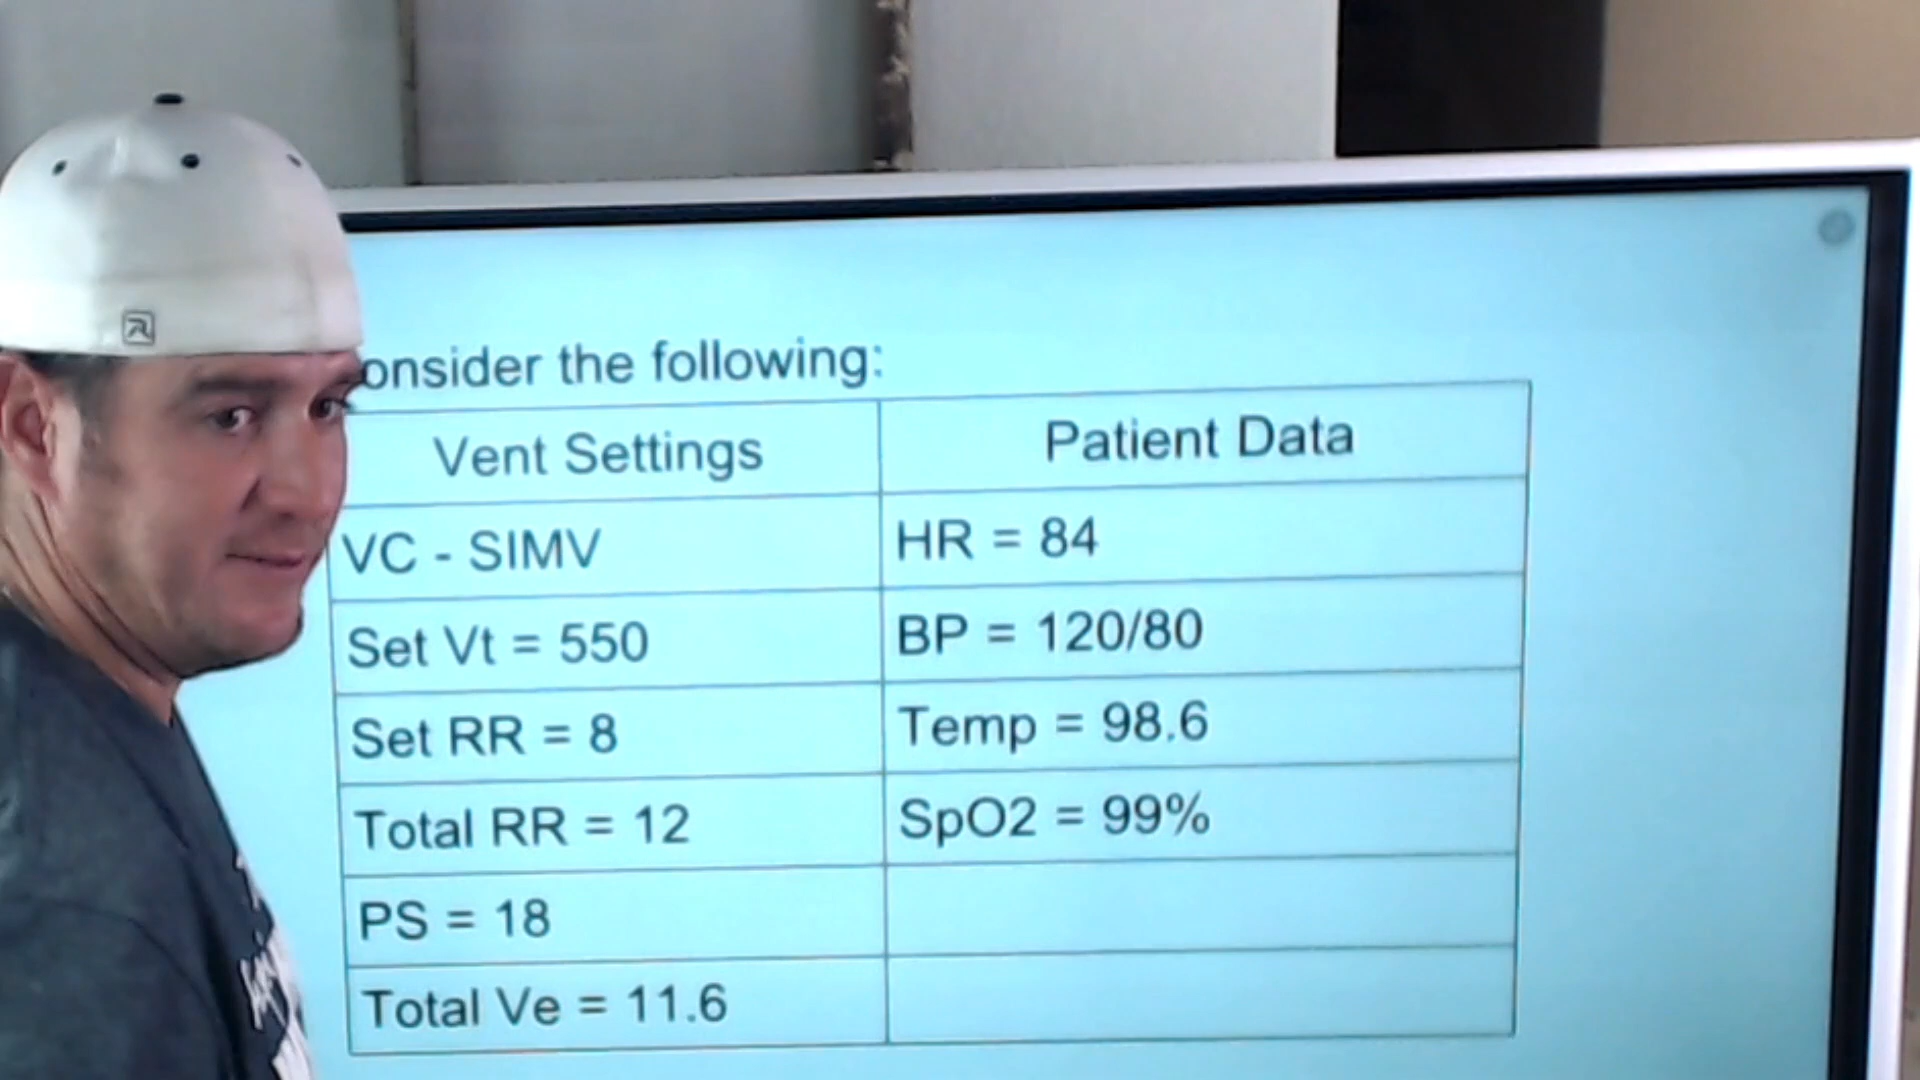 onsider the following:
Vent Settings
Patient Data
VC - SIMV
HR = 84
Set Vt = 550
BP = 120/80
Set RR = 8
Temp = 98.6
Total RR = 12
SpO2 = 99%
PS = 18
Total Ve = 11.6